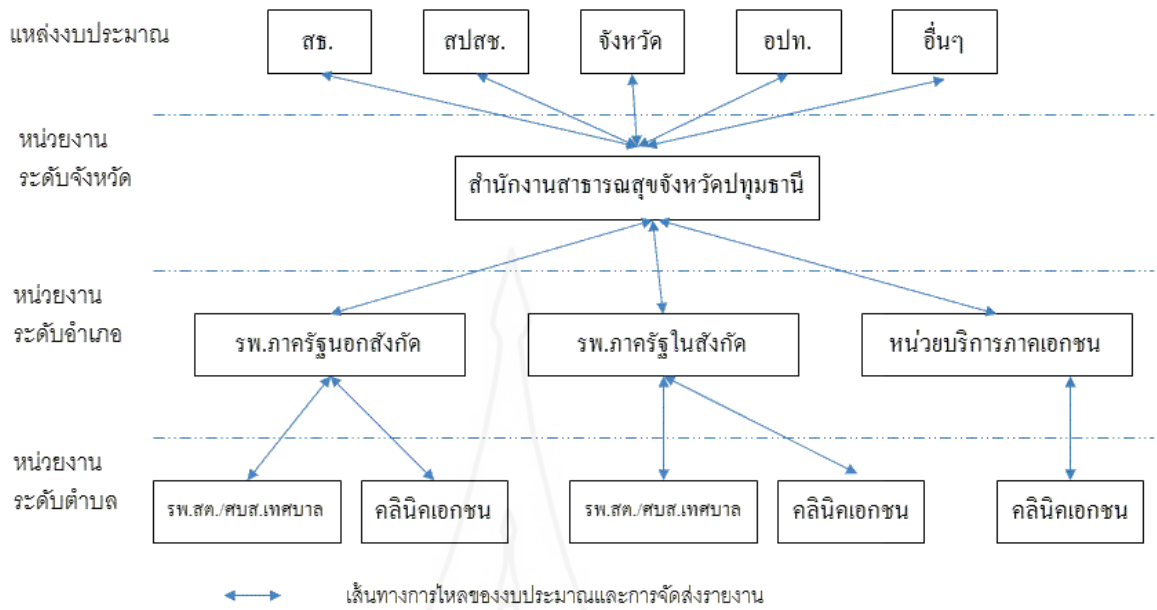 แหล่งงบประมาณ
สธ.
สปสช.
จังหวัด
อปท.
อื่นๆ
หน่วยงาน
ระดับจังหวัด
สำนักงานสาธารณสุขจังหวัดปทุมธานี
หน่วยงาน
ระดับอำเภอ
รพ.ภาครัฐนอกสังกัด
รพ.ภาครัฐในสังกัด
หน่วยบริการภาคเอกชน
หน่วยงาน
ระดับตำบล
รพ.สต./ศบส.เทศบาล
คลินิคเอกชน
รพ.สต./ศบส.เทศบาล
คลินิคเอกชน
คลินิคเอกชน
เส้นทางการไหลของงบประมาณและการจัดส่งรายงาน